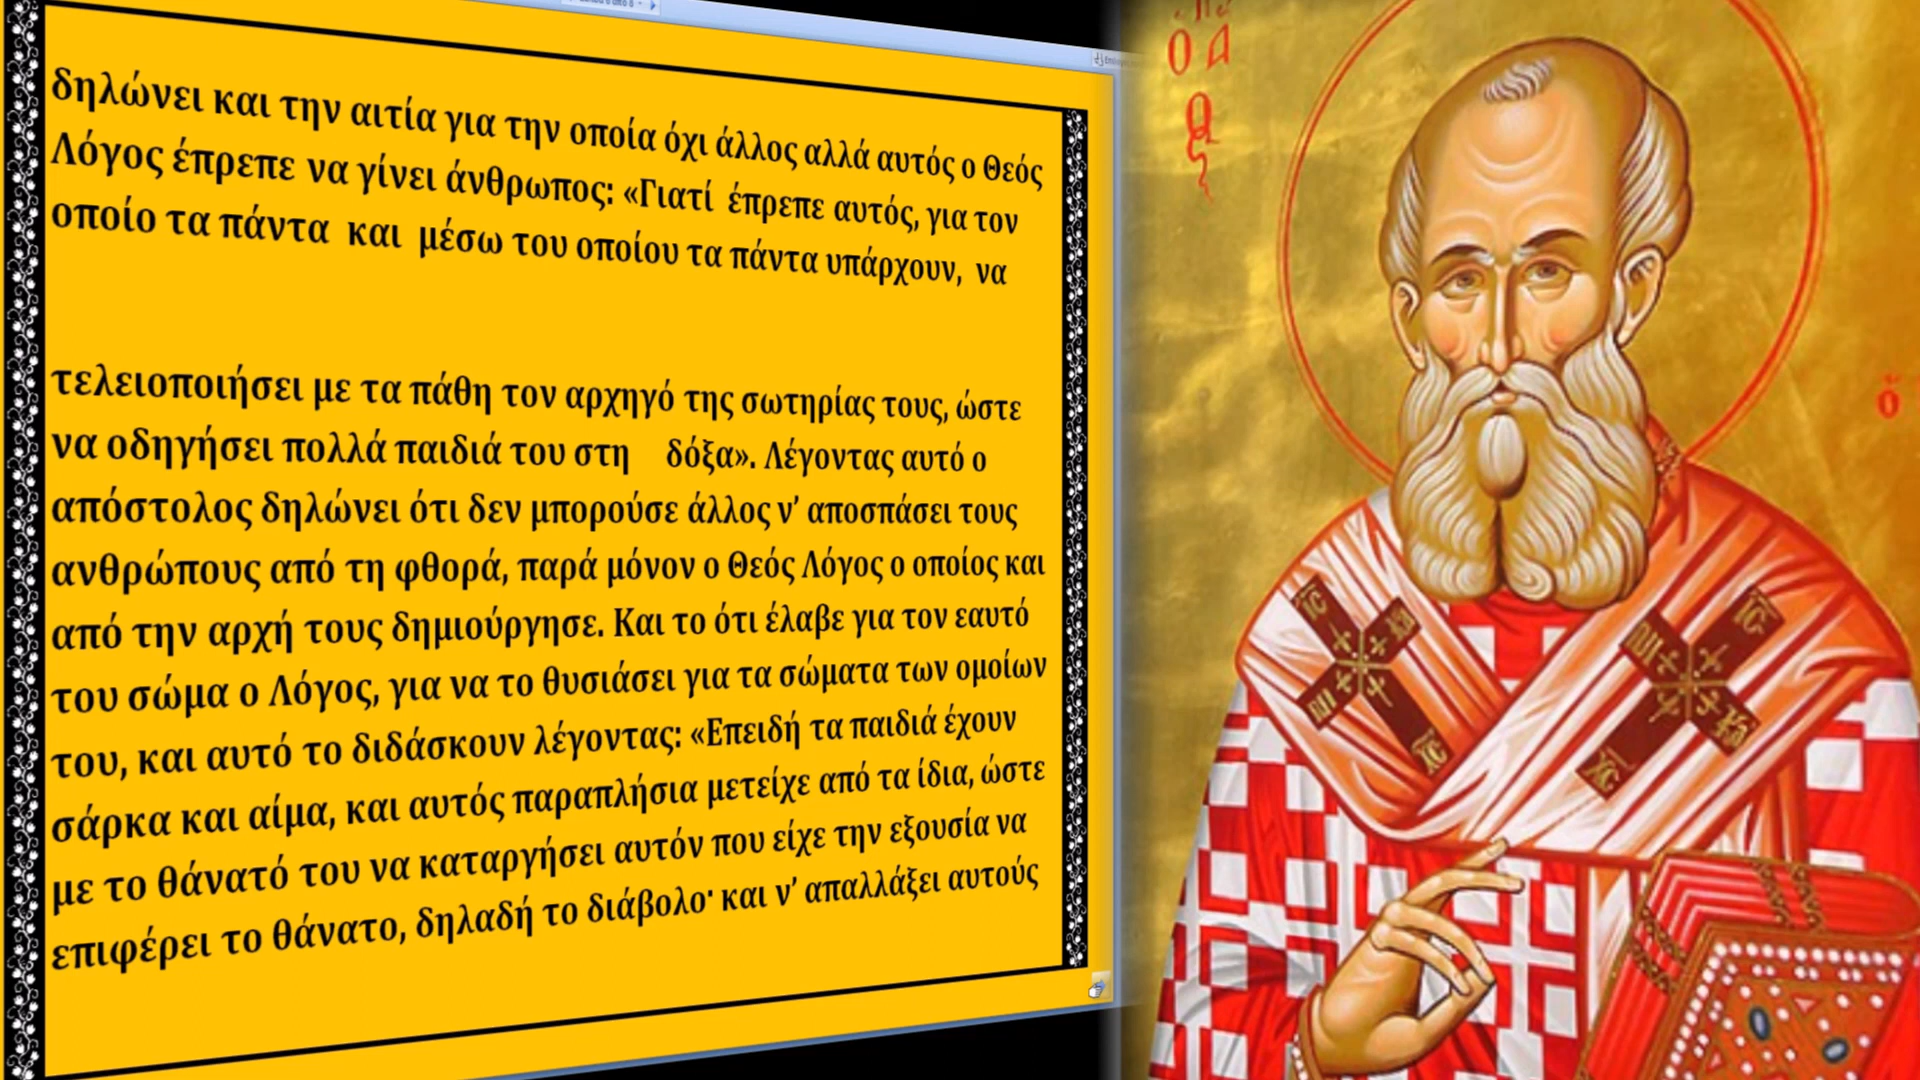 δηλώνει και την αιτία για την οποία όχι άλλος αλλά αυτός ο Θεός
Λόγος έπρεπε να γίνει άνθρωπος: «Γιατί έπρεπε αυτός, για τον
οποίο τα πάντα και μέσω του οποίου τα πάντα υπάρχουν, να
τελειοποιήσει με τα πάθη τον αρχηγό της σωτηρίας τους, ώστε
να οδηγήσει πολλά παιδιά του στη δόξα». Λέγοντας αυτό ο
απόστολος δηλώνει ότι δεν μπορούσε άλλος ν’ αποσπάσει τους
ανθρώπους από τη φθορά, παρά μόνον ο Θεός Λόγος ο οποίος και
από την αρχή τους δημιούργησε. Και το ότι έλαβε για τον εαυτό
του σώμα ο Λόγος, για να το θυσιάσει για τα σώματα των ομοίων
του, και αυτό το διδάσκουν λέγοντας: «Επειδή τα παιδιά έχουν
σάρκα και αίμα, και αυτός παραπλήσια μετείχε από τα ίδια, ώστε
με το θάνατό του να καταργήσει αυτόν που είχε την εξουσία να
επιφέρει το θάνατο, δηλαδή το διάβολο· και ν’ απαλλάξει αυτούς